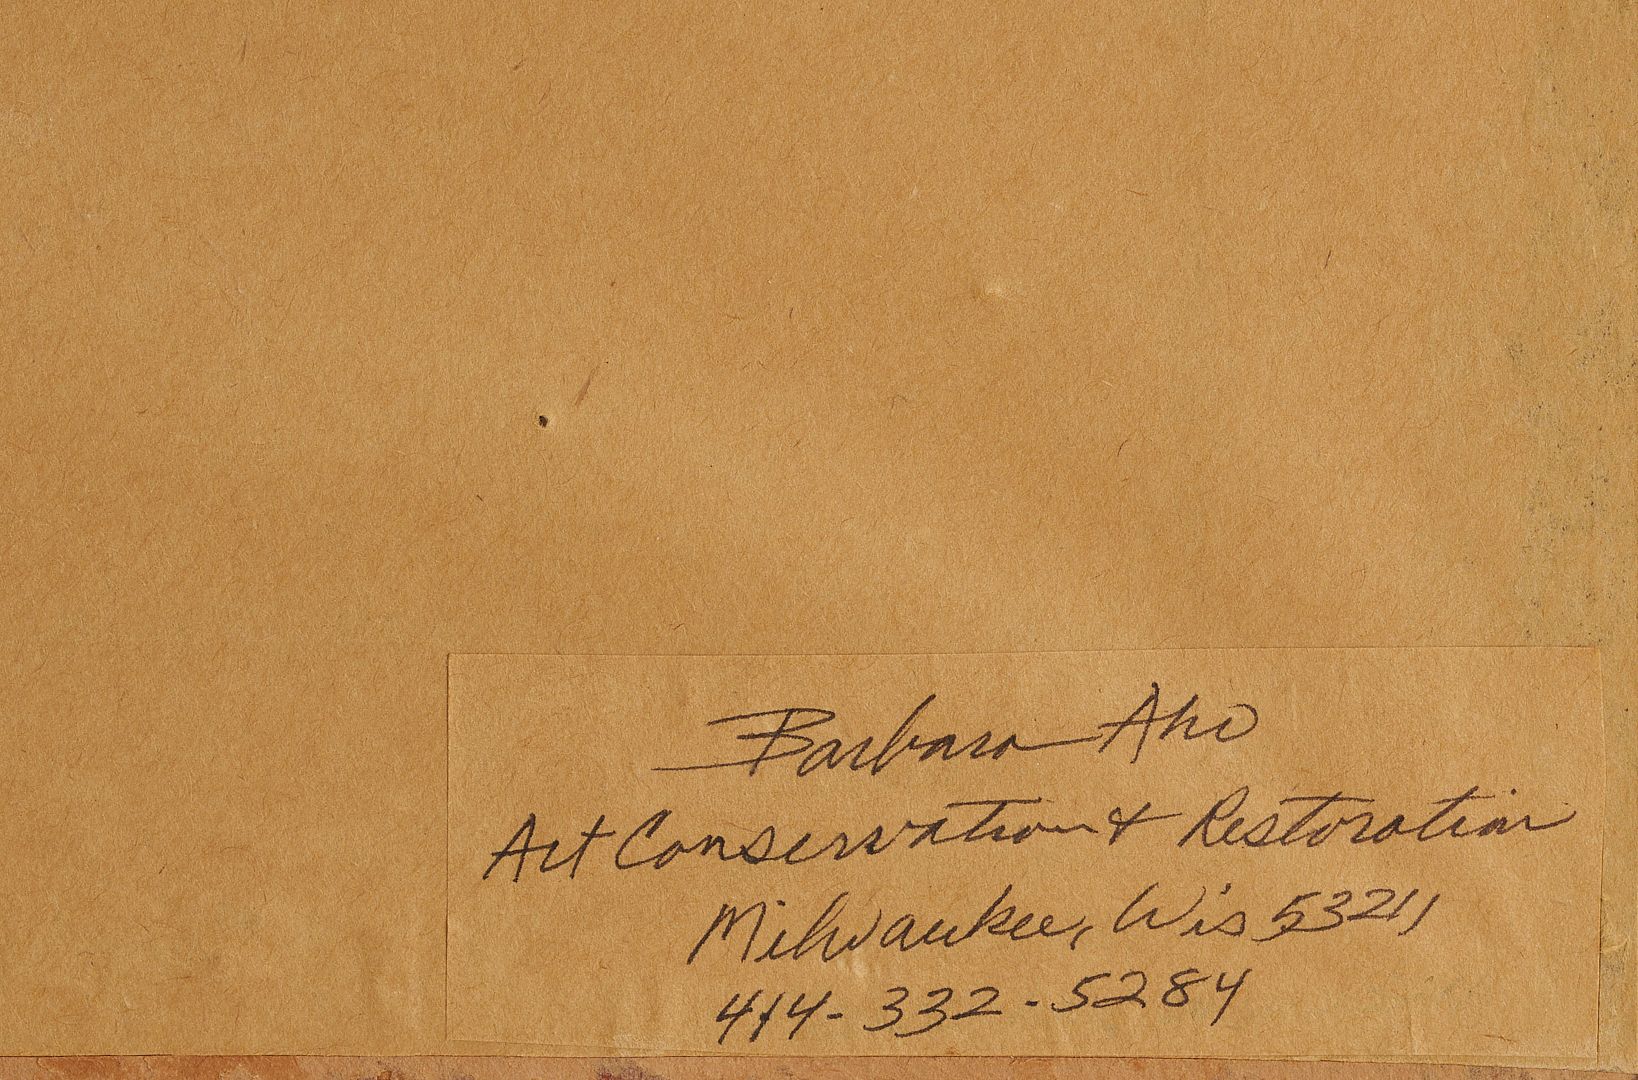 Barbara Aho
Art Conservation & Restoration
Milwaukee, Wis 53211
414-332-5284